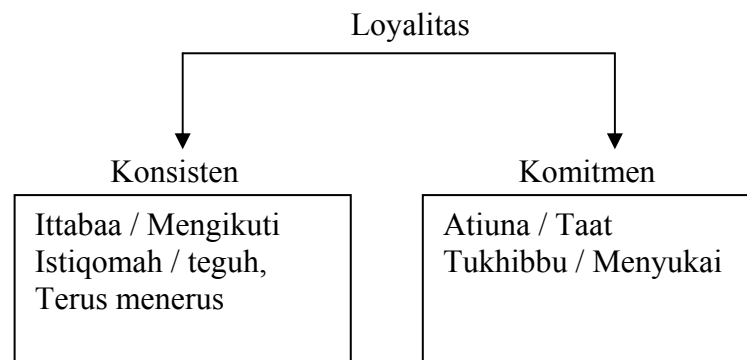 Loyalitas
Konsisten
Ittabaa / Mengikuti
Istiqomah / teguh,
Terus menerus
Komitmen
Atiuna / Taat
Tukhibbu / Menyukai